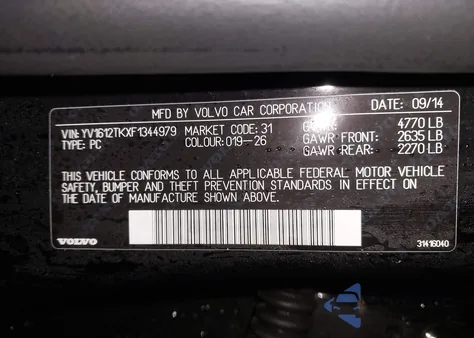 MFD BY VOLVO CAR CORPORATION DATE: 09/14
VIN: YV1612TKXF1344979 MARKET CODE: 31 4770 LB
TYPE: PC COLOUR: 019-26 GAWR FRONT: 2635 LB
GAWR REAR: 2270 LB
THIS VEHICLE CONFORMS TO ALL APPLICABLE FEDERAL MOTOR VEHICLE
SAFETY, BUMPER AND THEFT PREVENTION STANDARDS IN EFFECT ON
THE DATE OF MANUFACTURE SHOWN ABOVE.
VOLVO 31416040